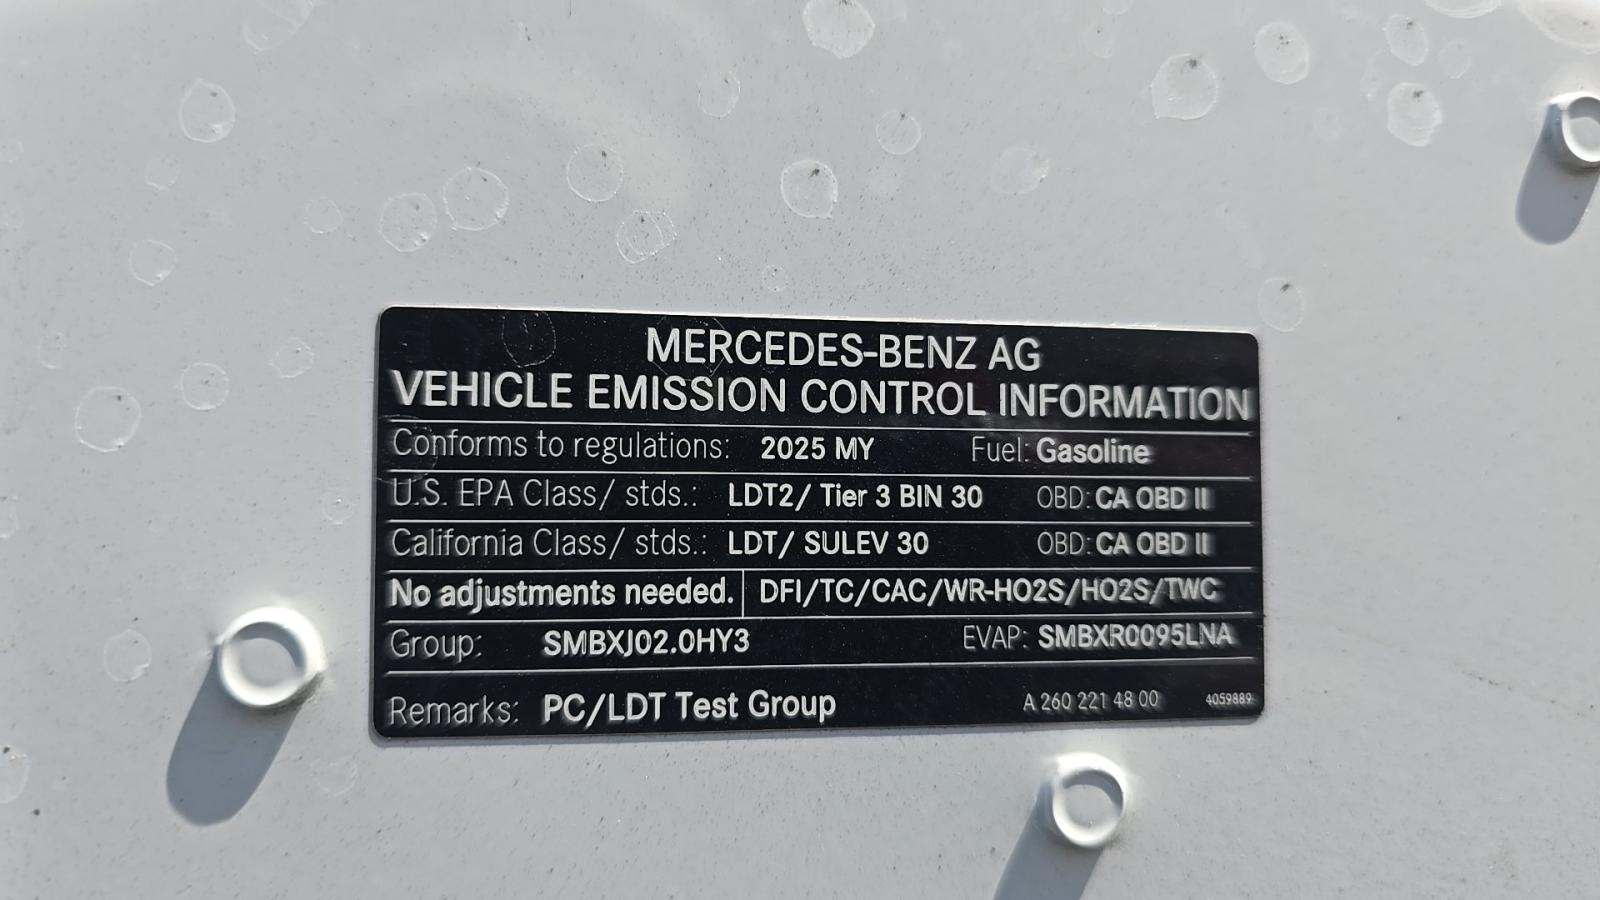 MERCEDES-BENZ AG
VEHICLE EMISSION CONTROL INFORMATION
Conforms to regulations: 2025 MY Fuel: Gasoline
U.S. EPA Class/ stds.: LDT2/ Tier 3 BIN 30 OBD: CA OBD II
California Class/ stds.: LDT/ SULEV 30 OBD: CA OBD II
No adjustments needed. DFI/TC/CAC/WR-HO2S/HO2S/TWC
Group: SMBXJ02.0HY3 EVAP: SMBXR0095LNA
Remarks: PC/LDT Test Group A 260 221 48 00 4059889